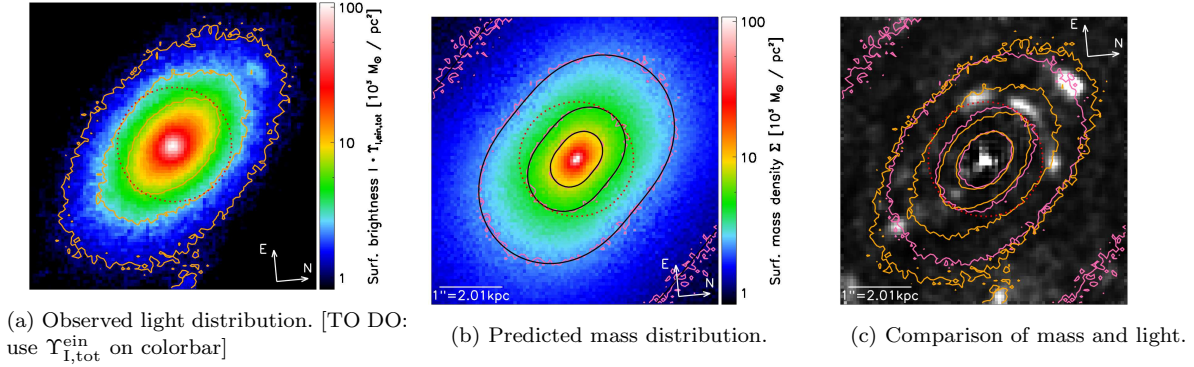 100
10
1
Surf. brightness I • ϒI,ein,tot [10³ M⊙ / pc²]
E
N
100
10
1
Surf. mass density Σ [10³ M⊙ / pc²]
1"=2.01kpc
E
N
E
N
1"=2.01kpc
(a) Observed light distribution. [TO DO:
use ϒ^ein_I,tot on colorbar]
(b) Predicted mass distribution.
(c) Comparison of mass and light.